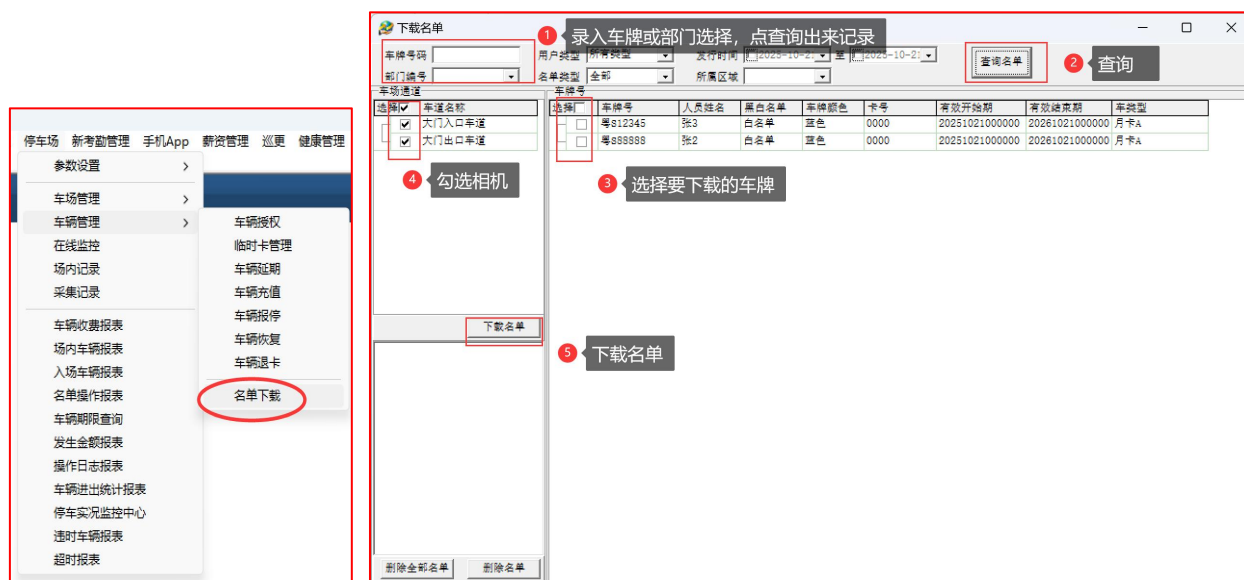 停车场 新考勤管理 手机App 薪资管理 巡更 健康管理
参数设置
车场管理
车辆管理
在线监控
场内记录
采集记录
车辆收费报表
场内车辆报表
入场车辆报表
名单操作报表
车辆期限查询
发生金额报表
操作日志报表
车辆进出统计报表
停车实况监控中心
违时车辆报表
超时报表
车辆授权
临时卡管理
车辆延期
车辆充值
车辆报停
车辆恢复
车辆退卡
名单下载
下载名单
1 录入车牌或部门选择，点查询出来记录
车牌号码 用户类型 所有类型 发行时间 2025-10-21 至 2025-10-21
查询名单
2 查询
部门编号 名单类型 全部 所属区域
车场通道 车牌号
选择 车道名称
大门入口车道
大门出口车道
选择 车牌号 人员姓名 黑白名单 车牌颜色 卡号 有效开始期 有效结束期 车类型
粤B12345 张3 白名单 蓝色 0000 20251021000000 20261021000000 月卡A
粤S88888 张2 白名单 蓝色 0000 20251021000000 20261021000000 月卡A
4 勾选相机
3 选择要下载的车牌
下载名单
5 下载名单
删除全部名单 删除名单